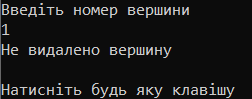 Введіть номер вершини
1
Не видалено вершину
Натисніть будь яку клавішу